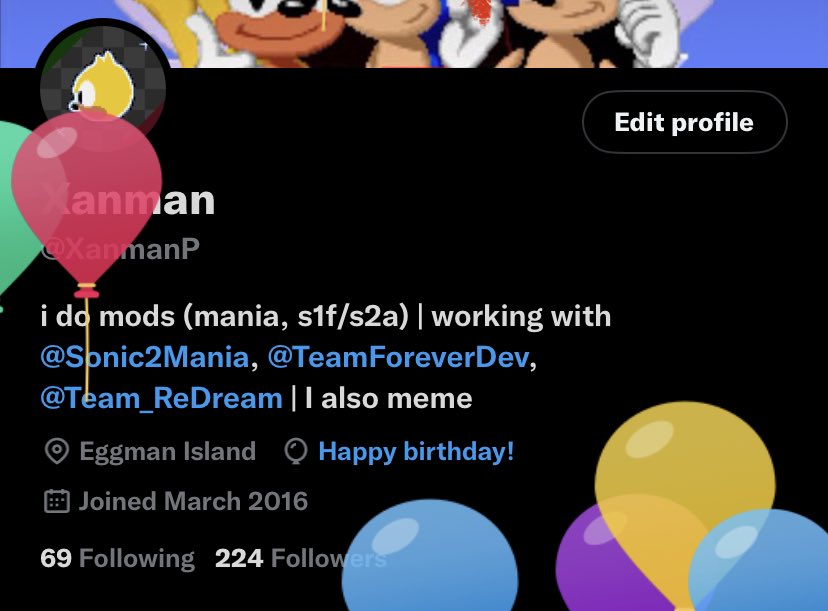 Edit profile
Xanman
@XanmanP
i do mods (mania, s1f/s2a) | working with
@Sonic2Mania, @TeamForeverDev,
@Team_ReDream | I also meme
Eggman Island Happy birthday!
Joined March 2016
69 Following 224 Followers